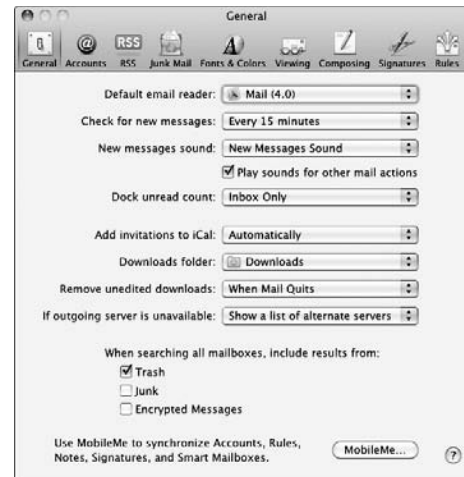 General
General Accounts RSS Junk Mail Fonts & Colors Viewing Composing Signatures Rules
Default email reader: Mail (4.0)
Check for new messages: Every 15 minutes
New messages sound: New Messages Sound
Play sounds for other mail actions
Dock unread count: Inbox Only
Add invitations to iCal: Automatically
Downloads folder: Downloads
Remove unedited downloads: When Mail Quits
If outgoing server is unavailable: Show a list of alternate servers
When searching all mailboxes, include results from:
Trash
Junk
Encrypted Messages
Use MobileMe to synchronize Accounts, Rules,
Notes, Signatures, and Smart Mailboxes.
MobileMe... ?